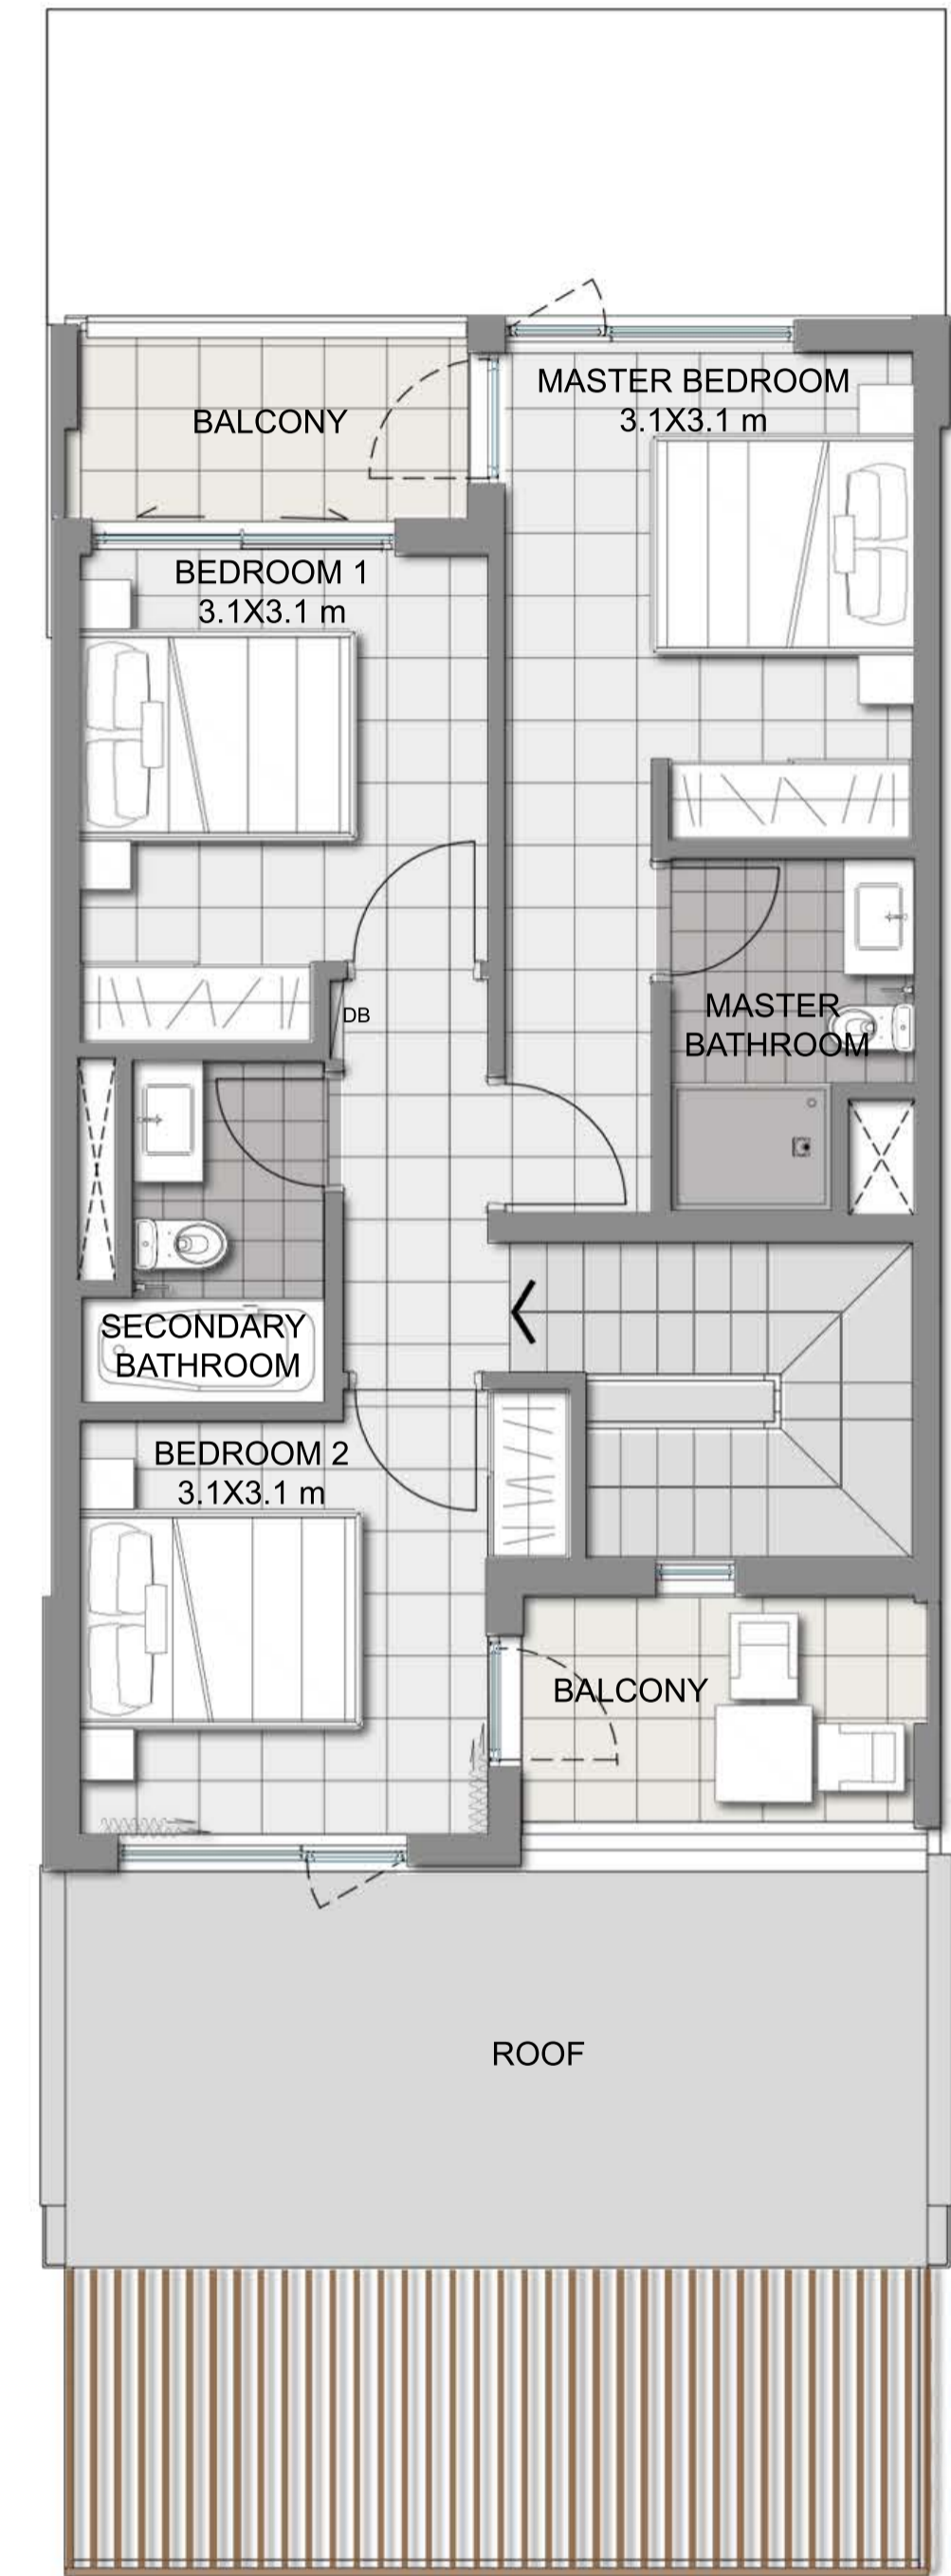 MASTER BEDROOM
3.1X3.1 m
BALCONY
BEDROOM 1
3.1X3.1 m
MASTER
BATHROOM
DB
SECONDARY
BATHROOM
BEDROOM 2
3.1X3.1 m
BALCONY
ROOF